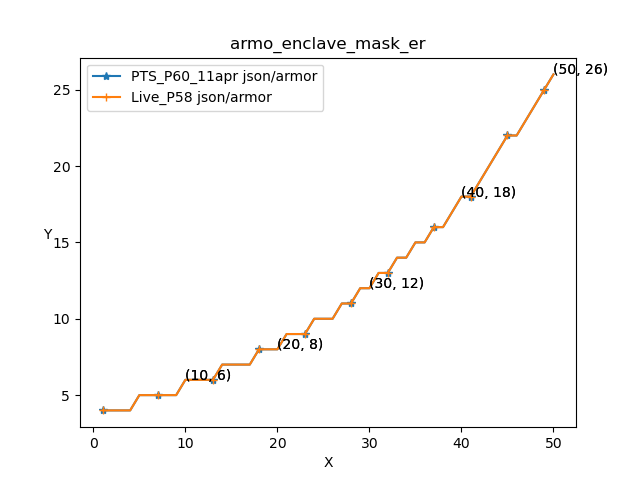 armo_enclave_mask_er
PTS_P60_11apr json/armor
Live_P58 json/armor
(50, 26)
(40, 18)
(30, 12)
(20, 8)
(10, 6)
Y
25
20
15
10
5
0 10 20 30 40 50
X